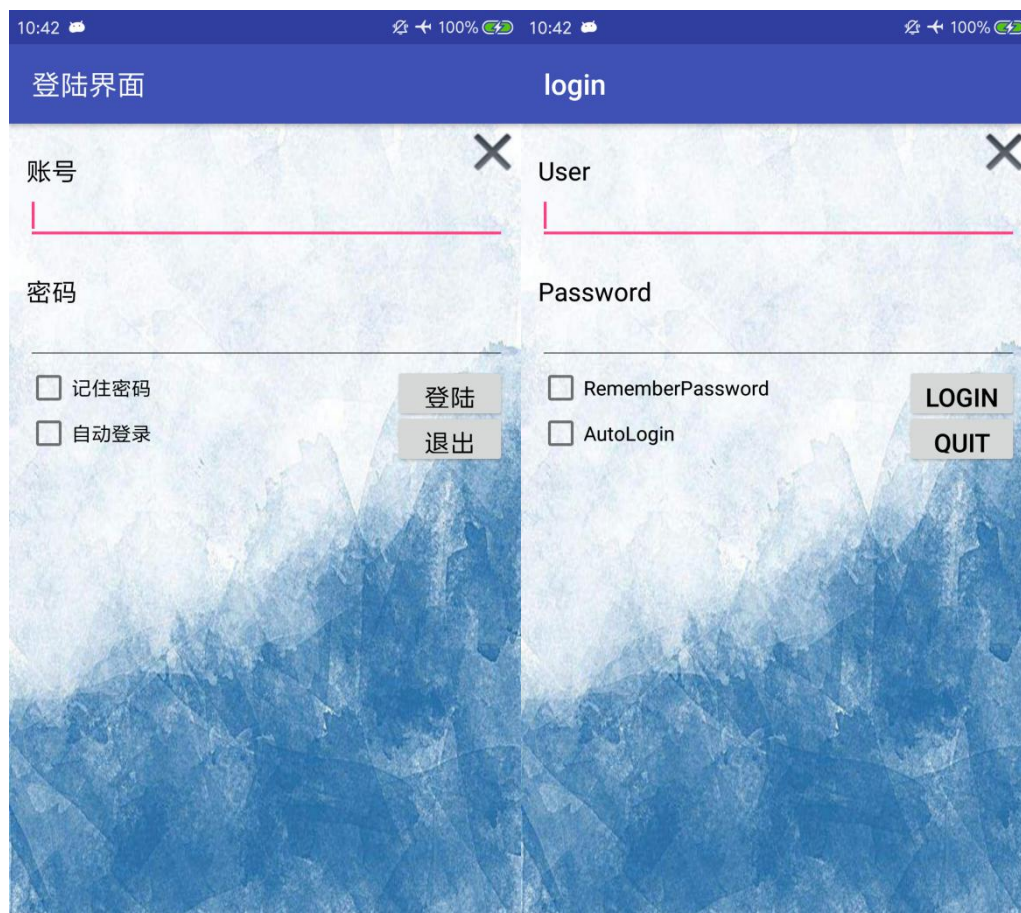 10:42 100%
登陆界面
账号
密码
记住密码
登陆
自动登录
退出
10:42 100%
login
User
Password
RememberPassword
LOGIN
AutoLogin
QUIT